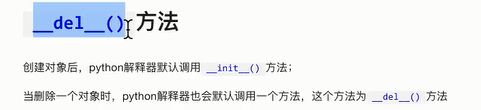 __del__() 方法
创建对象后，python解释器默认调用 __init__() 方法；
当删除一个对象时，python解释器也会默认调用一个方法，这个方法为 __del__() 方法